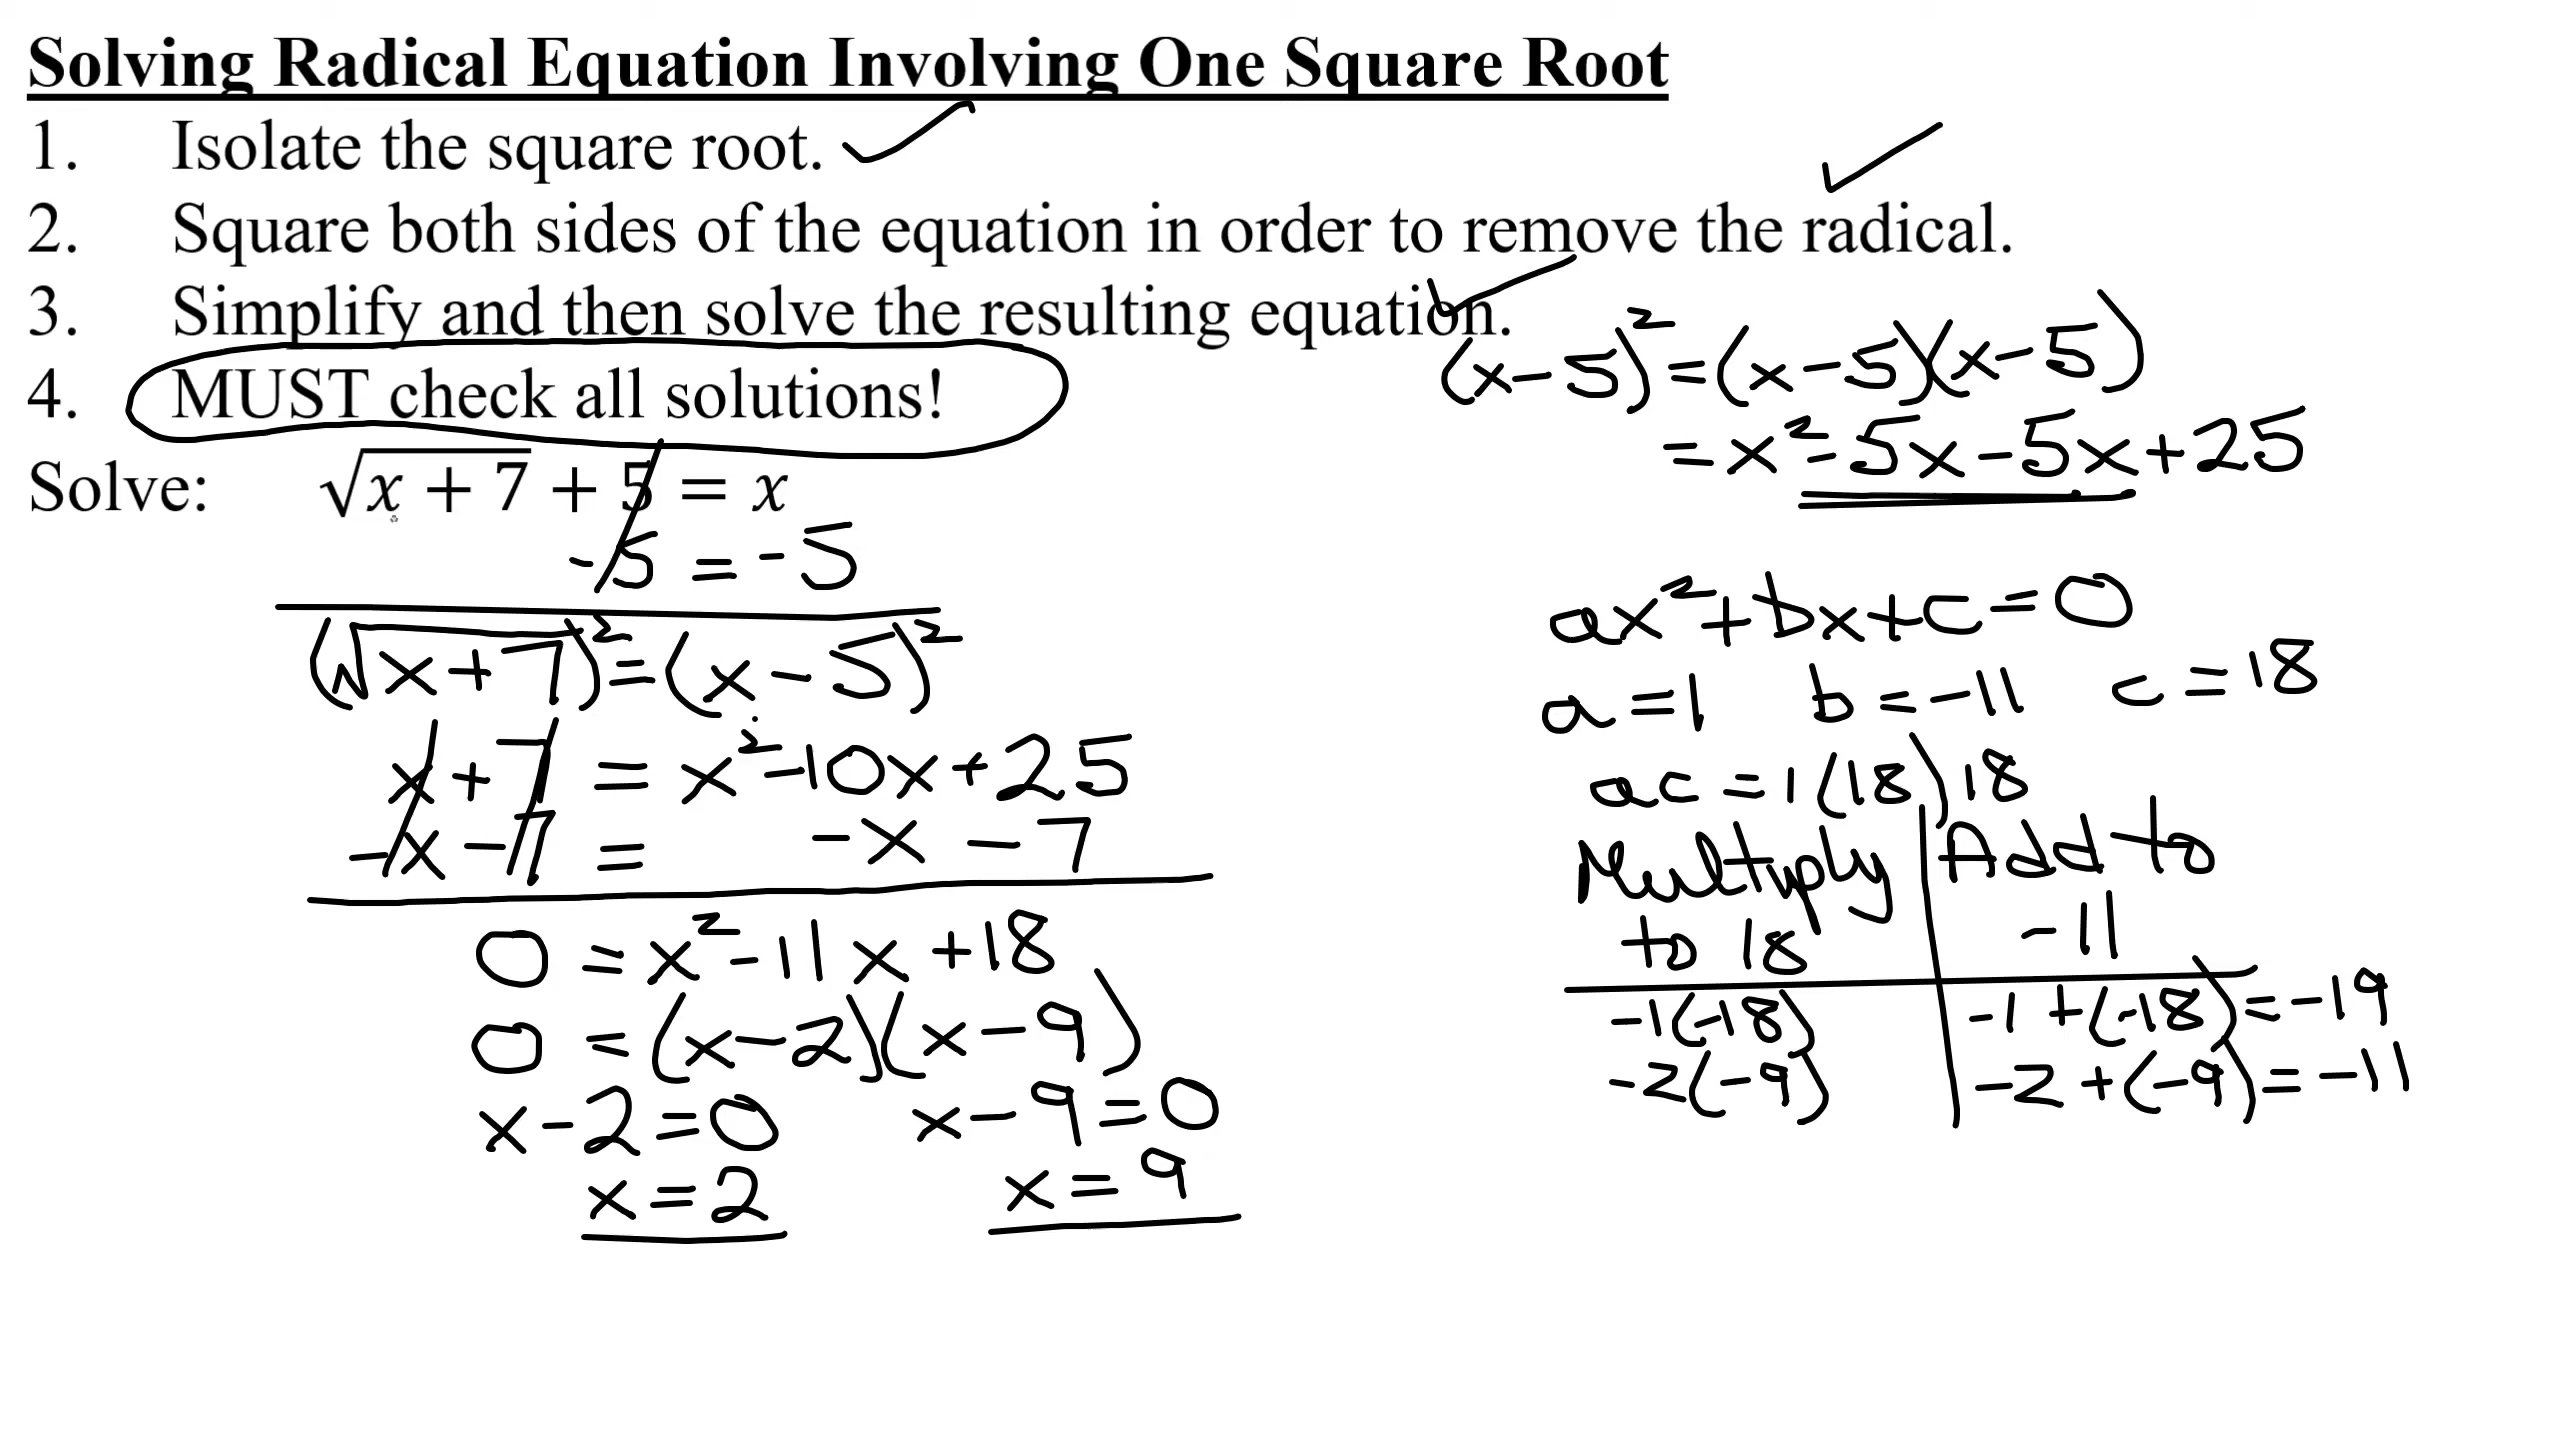 Solving Radical Equation Involving One Square Root
1. Isolate the square root.
2. Square both sides of the equation in order to remove the radical.
3. Simplify and then solve the resulting equation.
4. MUST check all solutions!
Solve: √x + 7 + 5 = x
-5 = -5
(√x+7)² = (x-5)²
x+7 = x²-10x+25
-x-7 = -x-7
0 = x²-11x+18
0 = (x-2)(x-9)
x-2=0 x-9=0
x=2 x=9
(x-5)² = (x-5)(x-5)
= x²-5x-5x+25
ax²+bx+c=0
a=1 b=-11 c=18
ac=1(18)18
Multiply Add to
to 18 -11
-1(-18) -1+(-18)=-19
-2(-9) -2+(-9)=-11